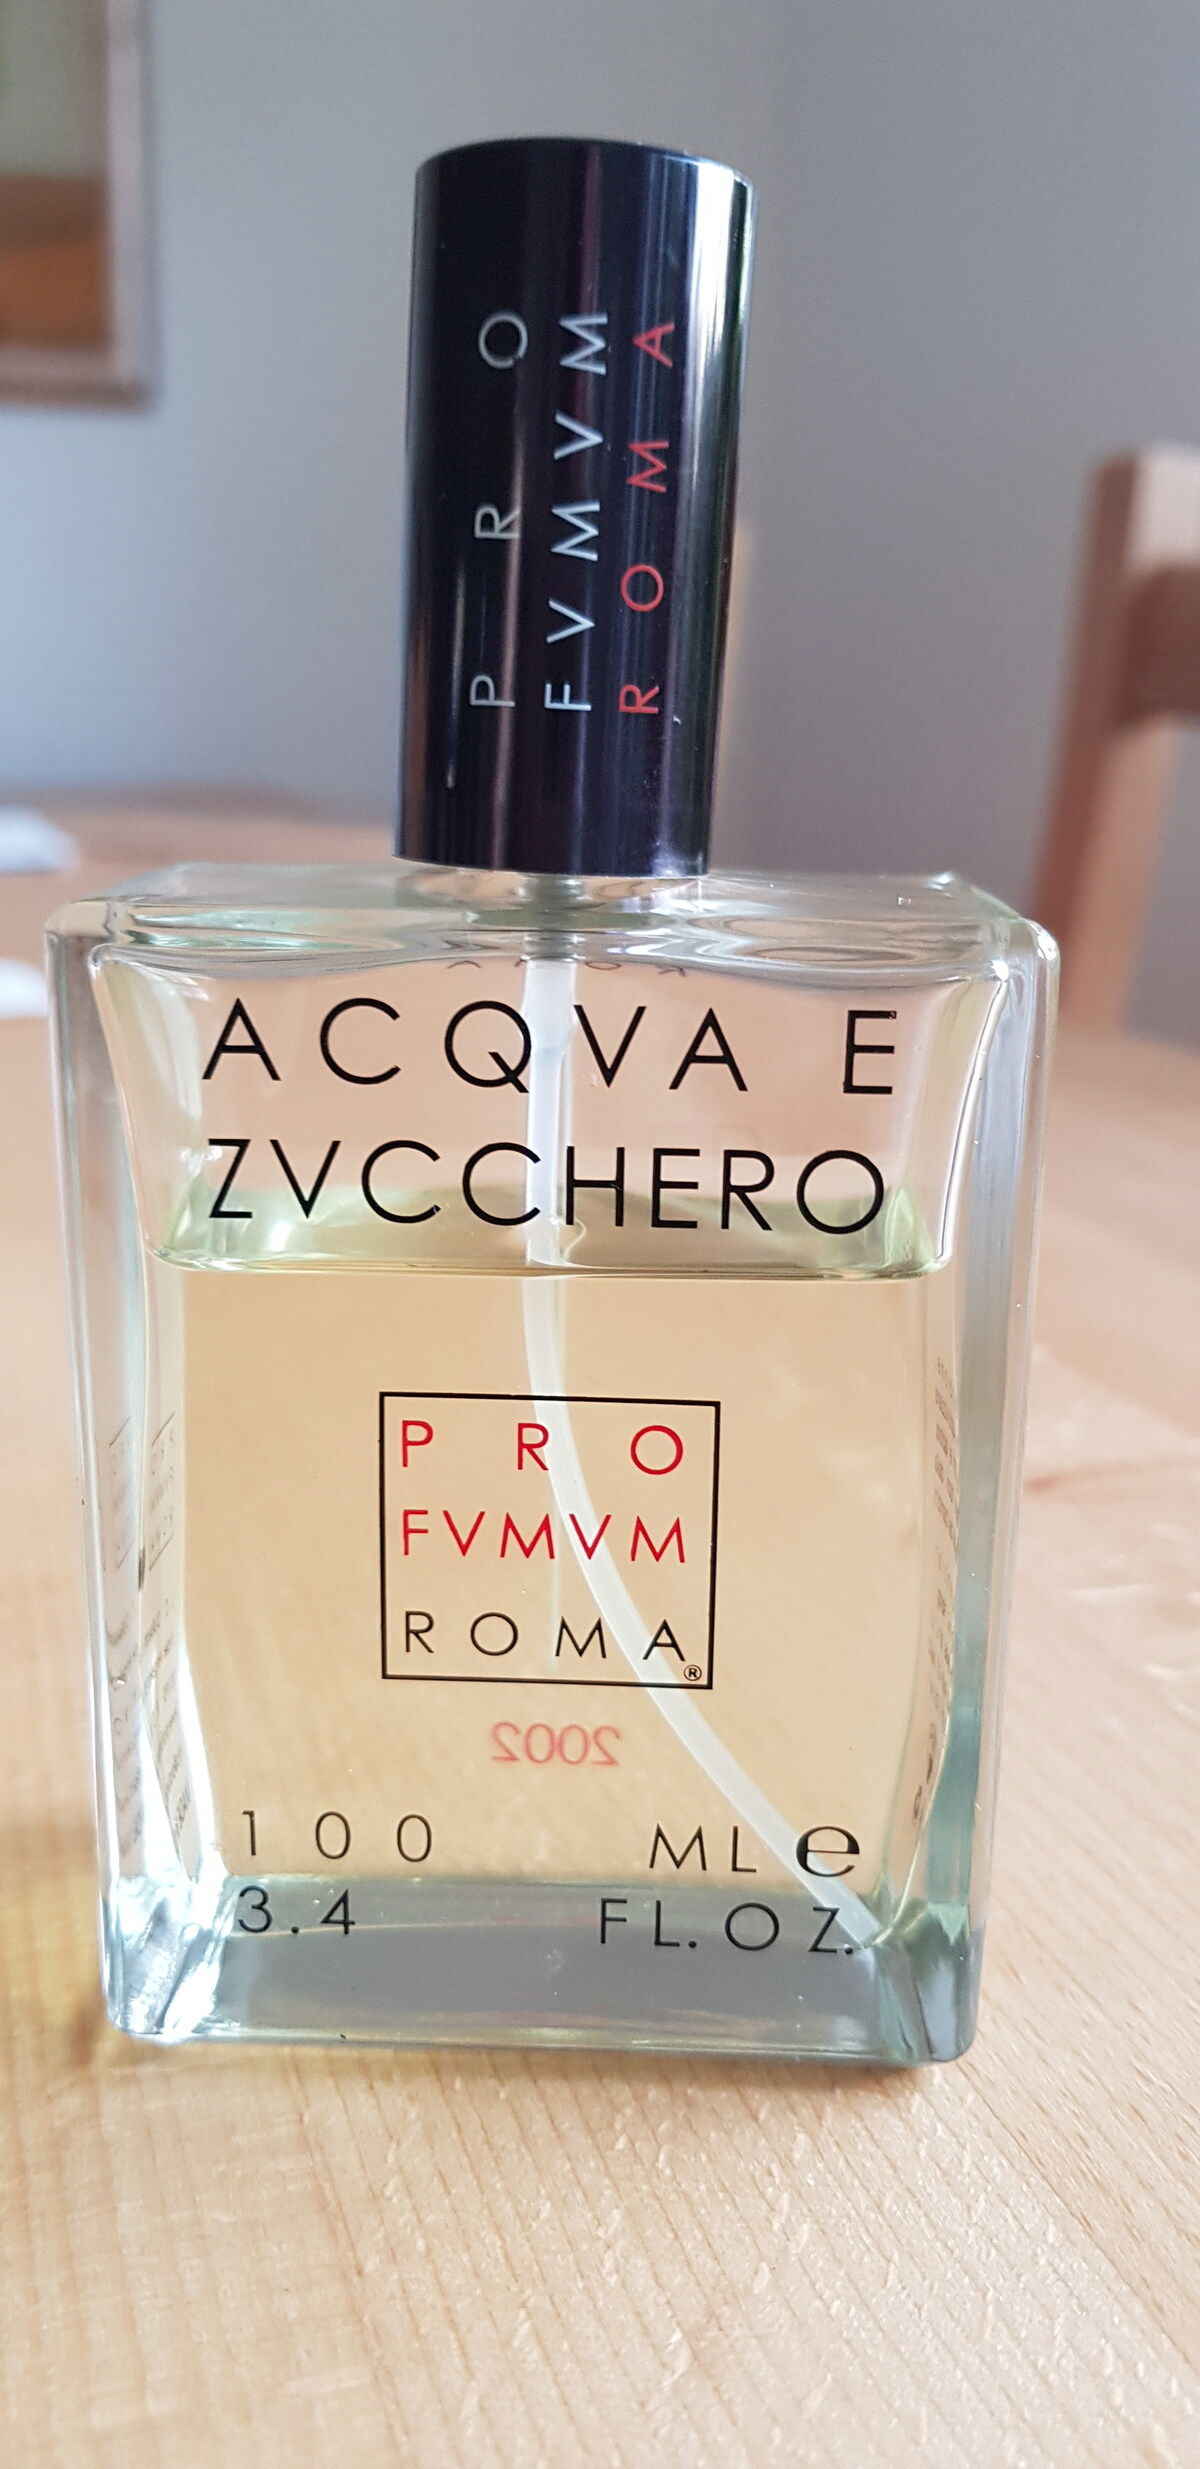 PRO
FVMVM
ROMA
ACQVA E
ZVCCHERO
PRO
FVMVM
ROMA®
2002
100 ML e
3.4 FL.OZ.